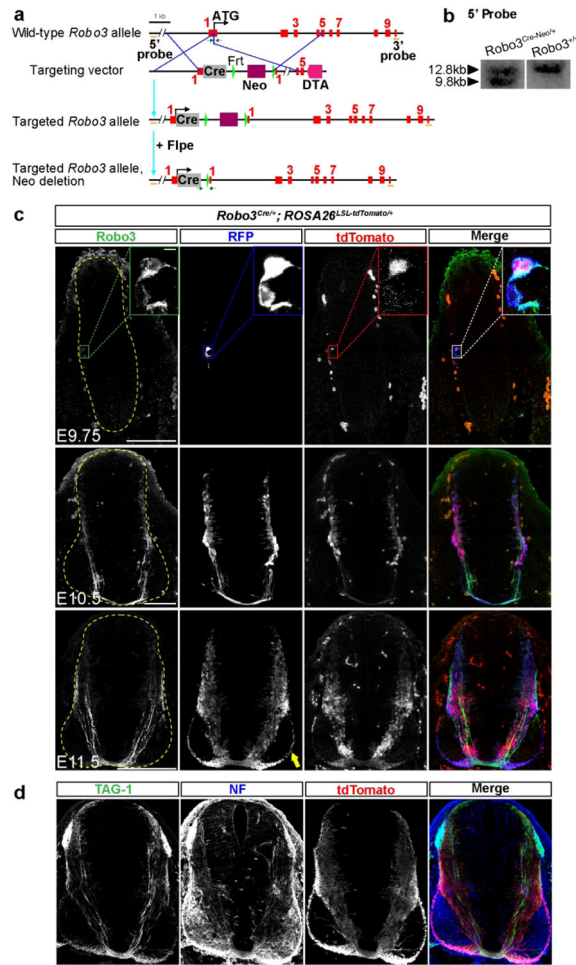 a
b
5' Probe
1 kb
ATG
1 3 5 7 9
Wild-type Robo3 allele
5' probe
3' probe
Robo3Cre-Neo/+
Robo3+/+
12.8kb
9.8kb
Targeting vector
1 Cre Frt Neo 1 5 DTA
Targeted Robo3 allele
1 Cre 1 3 5 7 9
+ Flpe
Targeted Robo3 allele,
Neo deletion
1 Cre 1 3 5 7 9
c
Robo3Cre/+; ROSA26LSL-tdTomato/+
Robo3 RFP tdTomato Merge
E9.75
E10.5
E11.5
d
TAG-1 NF tdTomato Merge